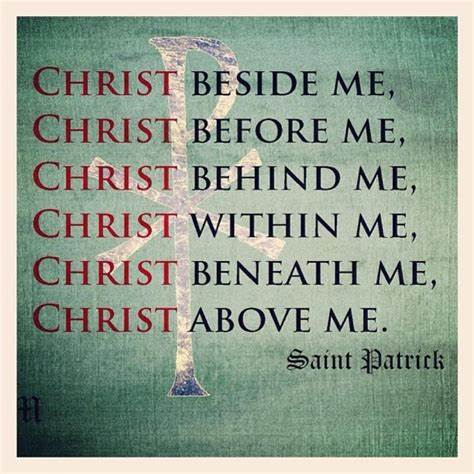 Christ beside me,
Christ before me,
Christ behind me,
Christ within me,
Christ beneath me,
Christ above me.
Saint Patrick